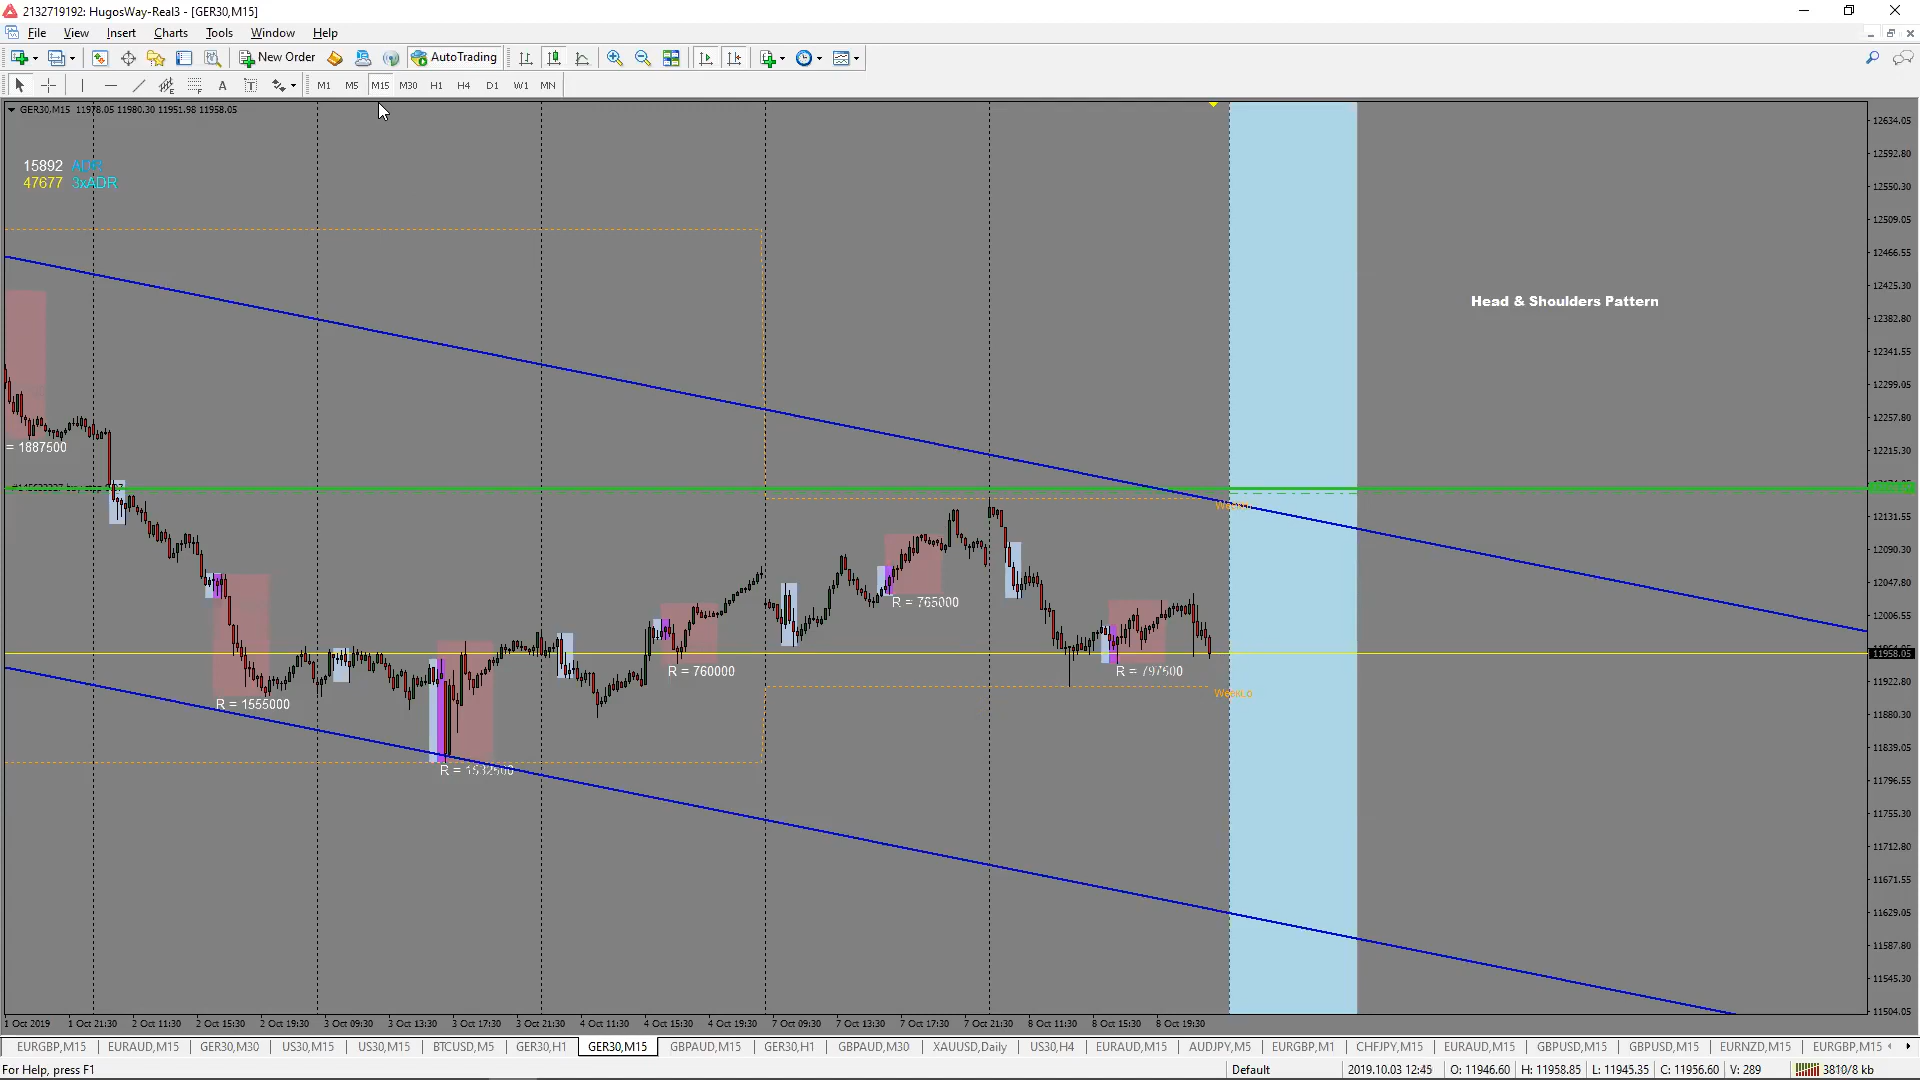 2132719192: HugosWay-Real3 - [GER30,M15]
File View Insert Charts Tools Window Help
New Order AutoTrading
A T M1 M5 M15 M30 H1 H4 D1 W1 MN
GER30,M15 11978.05 11980.30 11951.98 11958.05
15892 ADR
47677 3xADR
Head & Shoulders Pattern
= 1887500
R = 1555000
R = 1532500
R = 760000
R = 765000
R = 797500
12634.05
12592.80
12550.30
12509.05
12466.55
12425.30
12382.80
12341.55
12299.05
12257.80
12215.30
12131.55
12090.30
12047.80
12006.55
11958.05
11922.80
11880.30
11839.05
11796.55
11755.30
11712.80
11671.55
11629.05
11587.80
11545.30
11504.05
1 Oct 2019 1 Oct 21:30 2 Oct 11:30 2 Oct 15:30 2 Oct 19:30 3 Oct 09:30 3 Oct 13:30 3 Oct 17:30 3 Oct 21:30 4 Oct 11:30 4 Oct 15:30 4 Oct 19:30 7 Oct 09:30 7 Oct 13:30 7 Oct 17:30 7 Oct 21:30 8 Oct 11:30 8 Oct 15:30 8 Oct 19:30
EURGBP,M15 EURAUD,M15 GER30,M30 US30,M15 US30,M15 BTCUSD,M5 GER30,H1 GER30,M15 GBPAUD,M15 GER30,H1 GBPAUD,M30 XAUUSD,Daily US30,H4 EURAUD,M15 AUDJPY,M5 EURGBP,M1 CHFJPY,M15 EURAUD,M15 GBPUSD,M15 GBPUSD,M15 EURNZD,M15 EURGBP,M15
For Help, press F1 Default 2019.10.03 12:45 O: 11946.60 H: 11958.85 L: 11945.35 C: 11956.60 V: 289 3810/8 kb